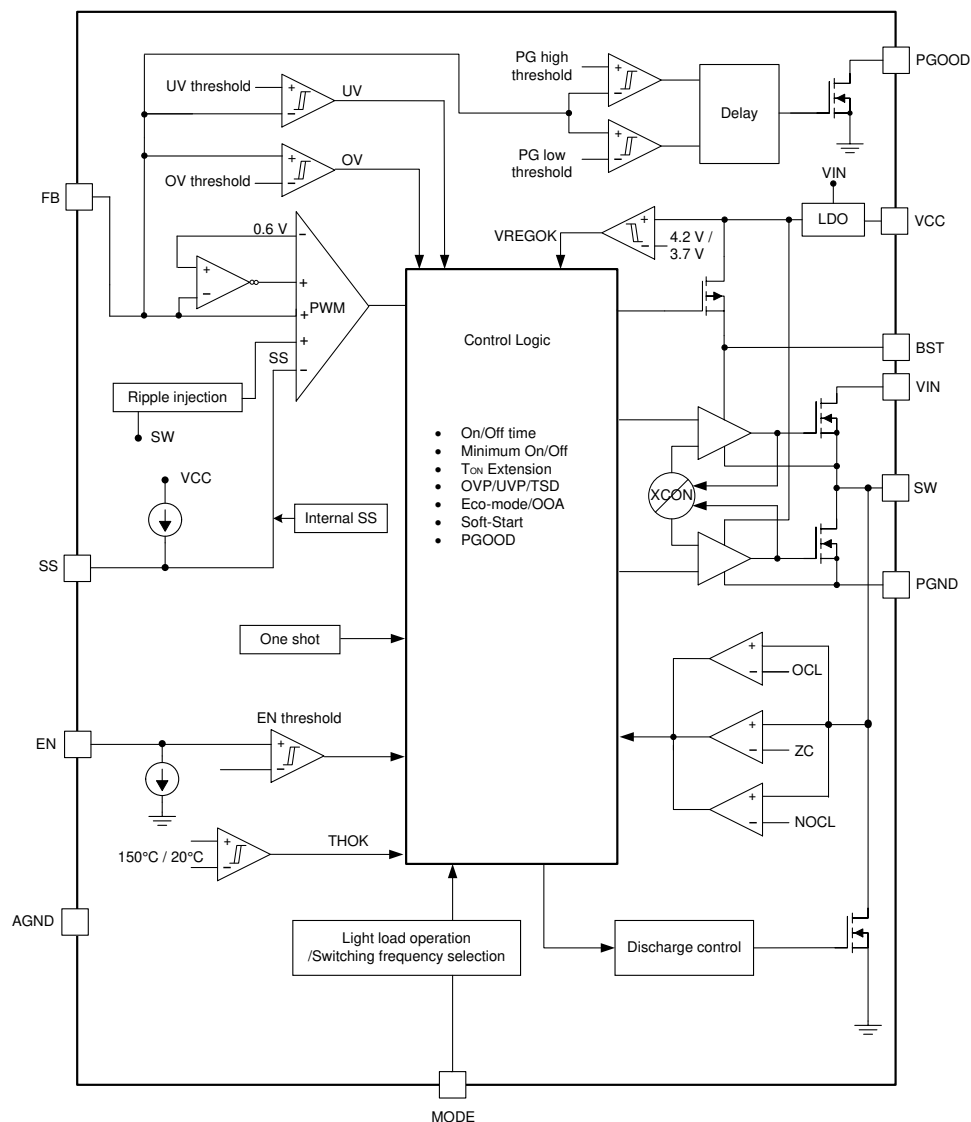 PGOOD
PG high
threshold
UV threshold
+
−
UV
+
−
Delay
+
−
OV
OV threshold
+
−
PG low
threshold
VIN
FB
LDO
VCC
0.6 V
−
VREGOK
+
−
4.2 V /
3.7 V
+
−
+
PWM
+
Control Logic
SS
+
−
BST
VIN
Ripple injection
SW
• On/Off time
• Minimum On/Off
• TON Extension
• OVP/UVP/TSD
• Eco-mode/OOA
• Soft-Start
• PGOOD
VCC
XCON
SW
Internal SS
SS
PGND
One shot
+
−
OCL
EN threshold
EN
+
−
+
−
ZC
+
−
NOCL
+
−
150°C / 20°C
THOK
AGND
Light load operation
/Switching frequency selection
Discharge control
MODE